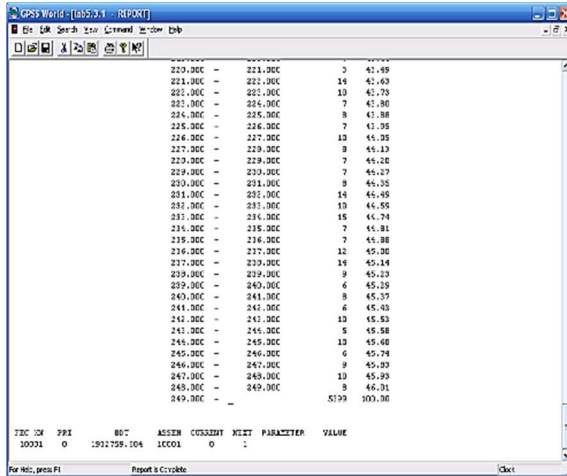 GPSS World - [lab5.3.1 - REPORT]
File Edit Search View Command Window Help
220.000 - 221.000 3 43.49
221.000 - 222.000 14 43.63
222.000 - 223.000 10 43.73
223.000 - 224.000 7 43.80
224.000 - 225.000 8 43.88
225.000 - 226.000 7 43.95
226.000 - 227.000 10 44.05
227.000 - 228.000 8 44.13
228.000 - 229.000 7 44.20
229.000 - 230.000 7 44.27
230.000 - 231.000 8 44.35
231.000 - 232.000 14 44.49
232.000 - 233.000 10 44.59
233.000 - 234.000 15 44.74
234.000 - 235.000 7 44.81
235.000 - 236.000 7 44.88
236.000 - 237.000 12 45.00
237.000 - 238.000 14 45.14
238.000 - 239.000 9 45.23
239.000 - 240.000 6 45.29
240.000 - 241.000 8 45.37
241.000 - 242.000 6 45.43
242.000 - 243.000 10 45.53
243.000 - 244.000 5 45.58
244.000 - 245.000 10 45.68
245.000 - 246.000 6 45.74
246.000 - 247.000 9 45.83
247.000 - 248.000 10 45.93
248.000 - 249.000 8 46.01
249.000 - _ 5399 100.00
FEC XN PRI BDT ASSEM CURRENT NEXT PARAMETER VALUE
10001 0 10001 0 1
For Help, press F1 Report is Complete. Clock